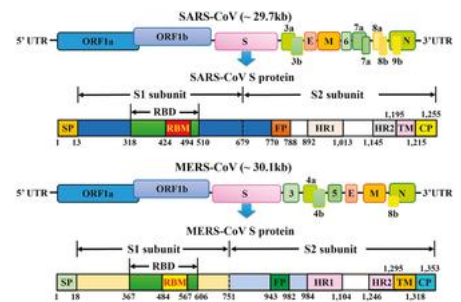 SARS-CoV (~ 29.7kb)
5' UTR ORF1a ORF1b S 3a 3b E M 6 7a 7a 8a 8b 9b N 3'UTR
SARS-CoV S protein
S1 subunit S2 subunit
RBD 1,195 1,255
SP RBM FP HR1 HR2 TM CP
1 13 318 424 494 510 679 770 788 892 1,013 1,145 1,215
MERS-CoV (~ 30.1kb)
5' UTR ORF1a ORF1b S 3 4a 4b 5 E M 8b N 3'UTR
MERS-CoV S protein
S1 subunit S2 subunit
RBD 1,295 1,353
SP RBM FP HR1 HR2 TM CP
1 18 367 484 567 606 751 943 982 984 1,104 1,246 1,318